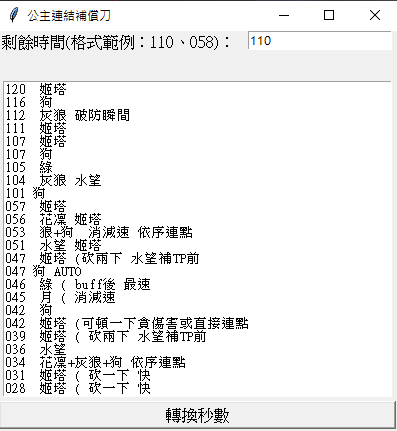 公主連結補償刀
剩餘時間(格式範例：110、058)： 110
120 姬塔
116 狗
112 灰狼 破防瞬間
111 姬塔
107 姬塔
107 狗
105 綠
104 灰狼 水望
101 狗
057 姬塔
056 花凜 姬塔
053 狼+狗 消減速 依序連點
051 水望 姬塔
047 姬塔 (砍兩下 水望補TP前
047 狗 AUTO
046 綠 ( buff後 最速
045 月 ( 消減速
042 狗
042 姬塔 (可頓一下貪傷害或直接連點
039 姬塔 ( 砍兩下 水望補TP前
036 水望
034 花凜+灰狼+狗 依序連點
031 姬塔 ( 砍一下 快
028 姬塔 ( 砍一下 快
轉換秒數